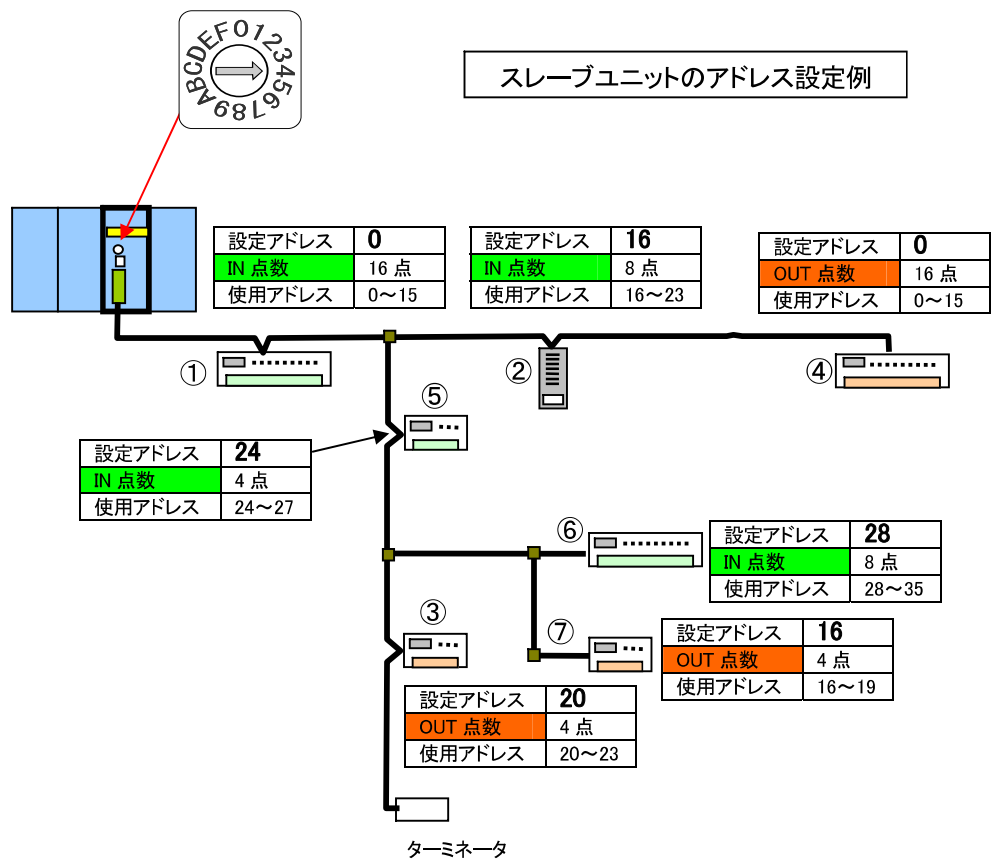 0123456789ABCDEF
スレーブユニットのアドレス設定例
設定アドレス 0
IN 点数 16 点
使用アドレス 0～15
設定アドレス 16
IN 点数 8 点
使用アドレス 16～23
設定アドレス 0
OUT 点数 16 点
使用アドレス 0～15
①
②
④
⑤
設定アドレス 24
IN 点数 4 点
使用アドレス 24～27
⑥
設定アドレス 28
IN 点数 8 点
使用アドレス 28～35
③
⑦
設定アドレス 16
OUT 点数 4 点
使用アドレス 16～19
設定アドレス 20
OUT 点数 4 点
使用アドレス 20～23
ターミネータ